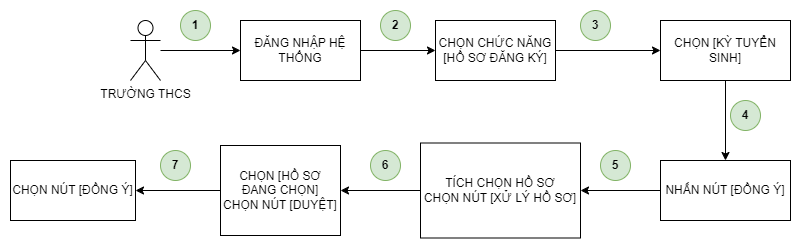 1
2
3
ĐĂNG NHẬP HỆ
THỐNG
CHỌN CHỨC NĂNG
[HỒ SƠ ĐĂNG KÝ]
CHỌN [KỲ TUYỂN
SINH]
TRƯỜNG THCS
4
7
6
5
CHỌN NÚT [ĐỒNG Ý]
CHỌN [HỒ SƠ
ĐANG CHỌN]
CHỌN NÚT [DUYỆT]
TÍCH CHỌN HỒ SƠ
CHỌN NÚT [XỬ LÝ HỒ SƠ]
NHẤN NÚT [ĐỒNG Ý]